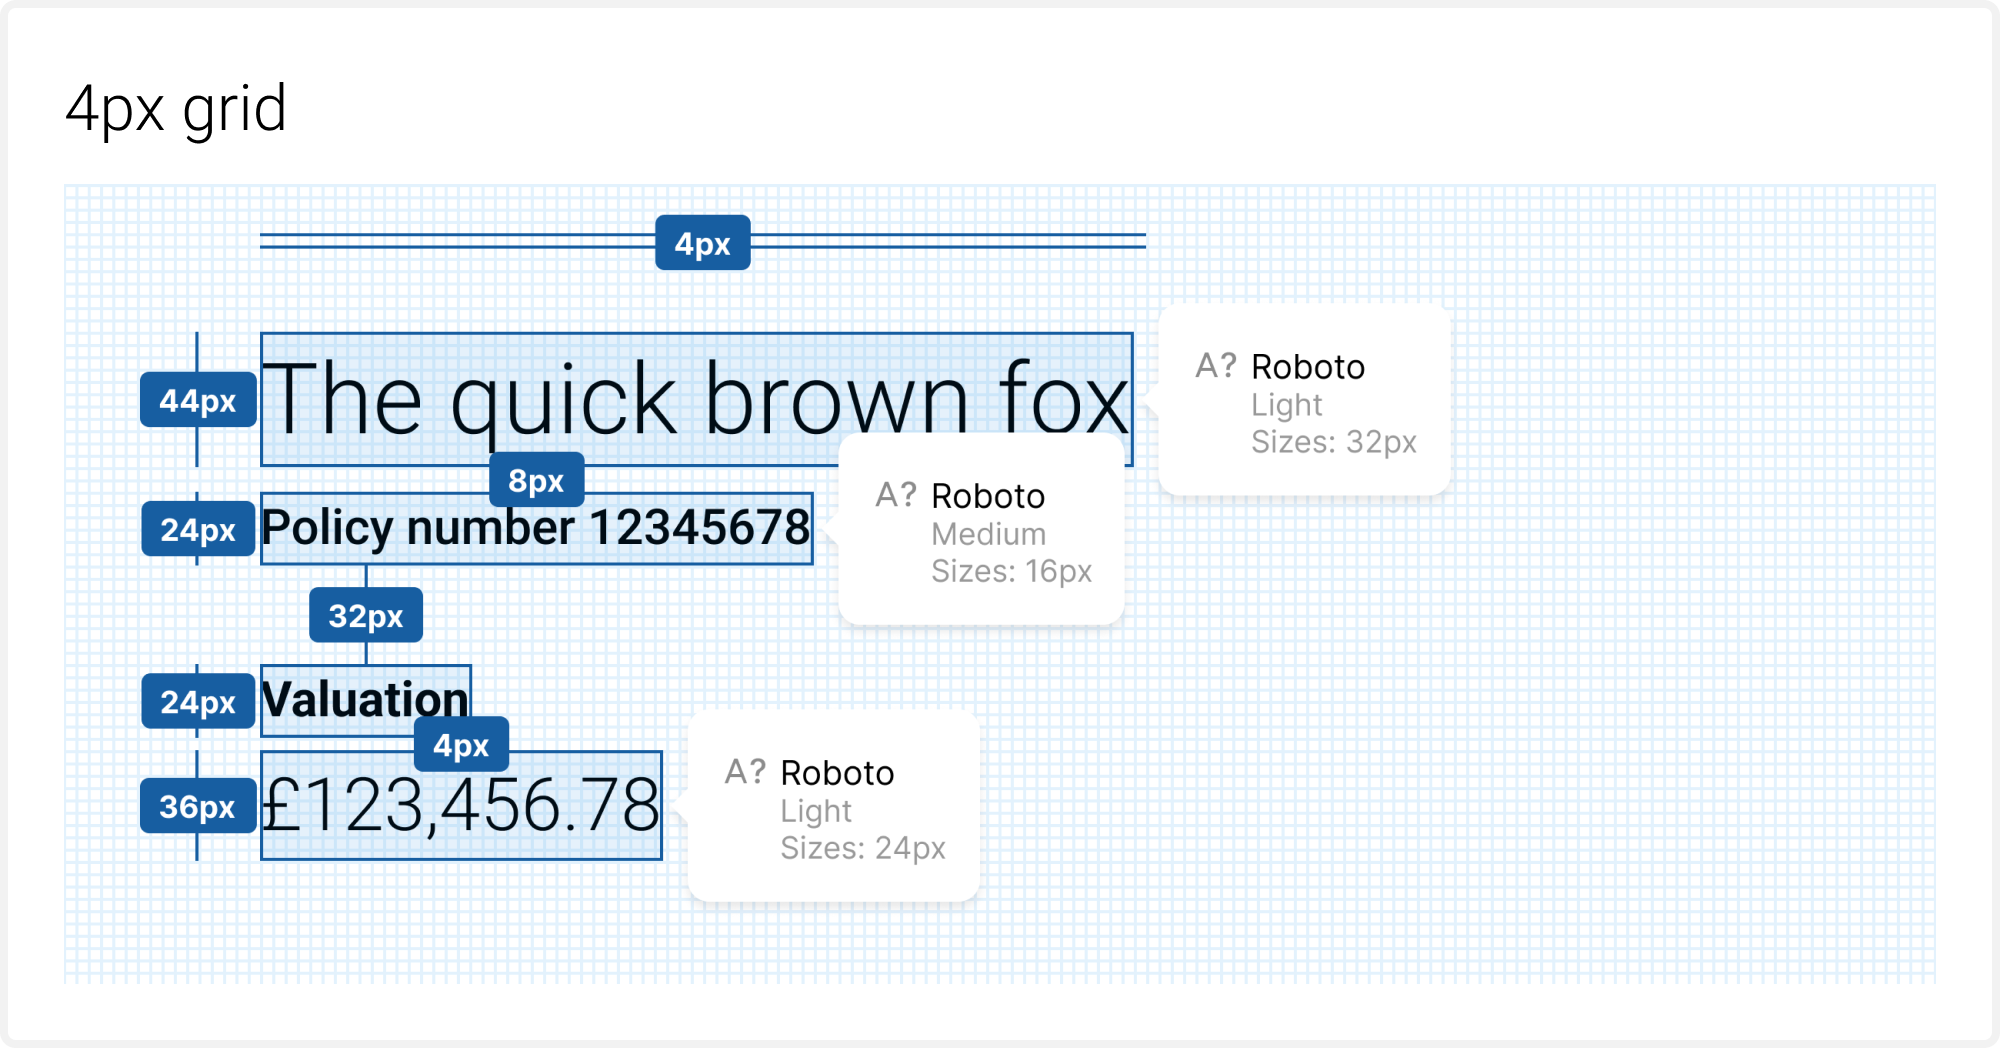 4px grid
4px
44px
The quick brown fox
A? Roboto
Light
Sizes: 32px
8px
24px
Policy number 12345678
A? Roboto
Medium
Sizes: 16px
32px
24px
Valuation
4px
36px
£123,456.78
A? Roboto
Light
Sizes: 24px